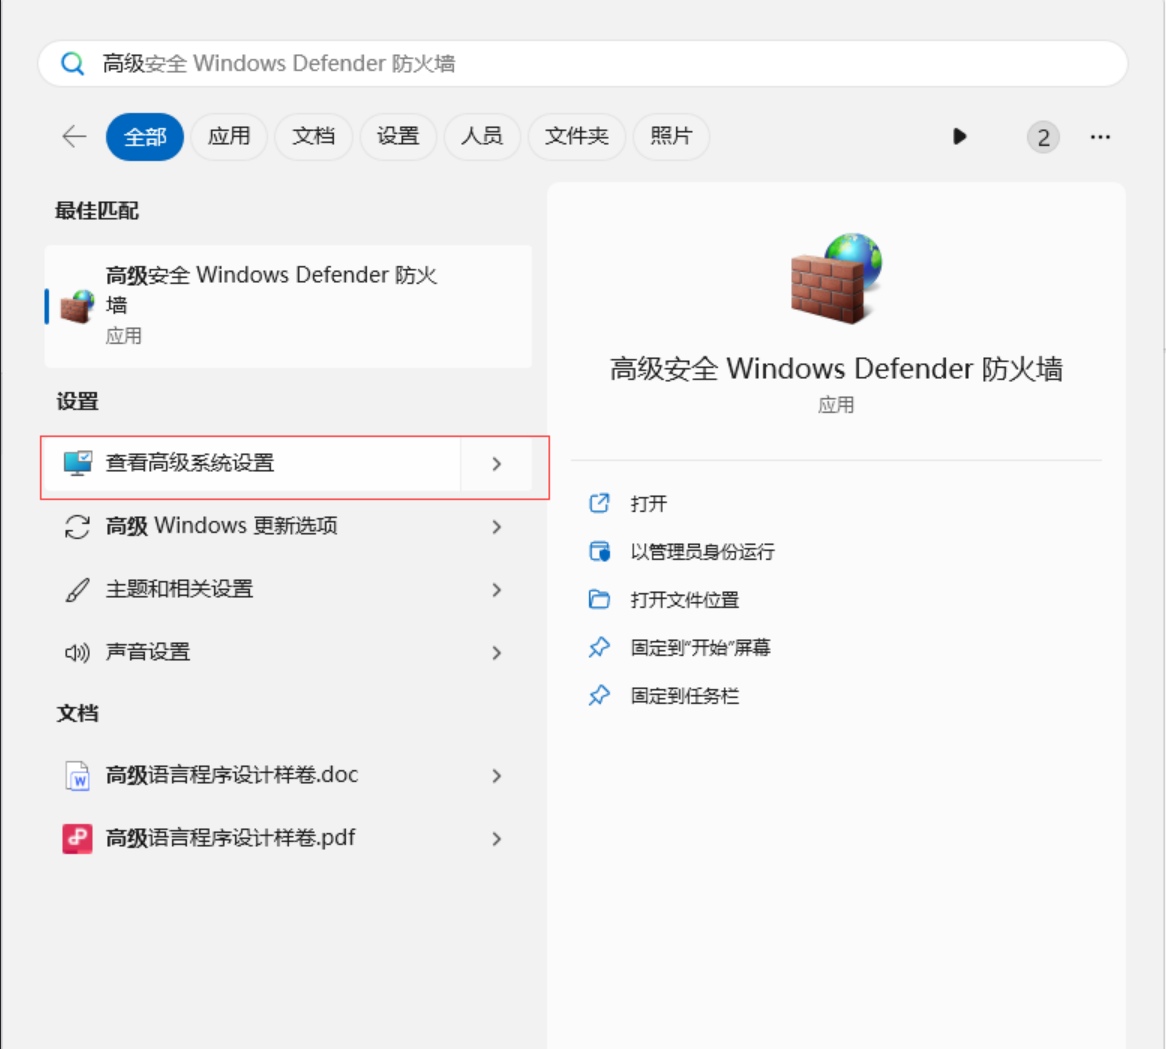 高级安全 Windows Defender 防火墙
全部 应用 文档 设置 人员 文件夹 照片 2 ...
最佳匹配
高级安全 Windows Defender 防火
墙
应用
设置
查看高级系统设置
高级 Windows 更新选项
主题和相关设置
声音设置
文档
高级语言程序设计样卷.doc
高级语言程序设计样卷.pdf
高级安全 Windows Defender 防火墙
应用
打开
以管理员身份运行
打开文件位置
固定到"开始"屏幕
固定到任务栏